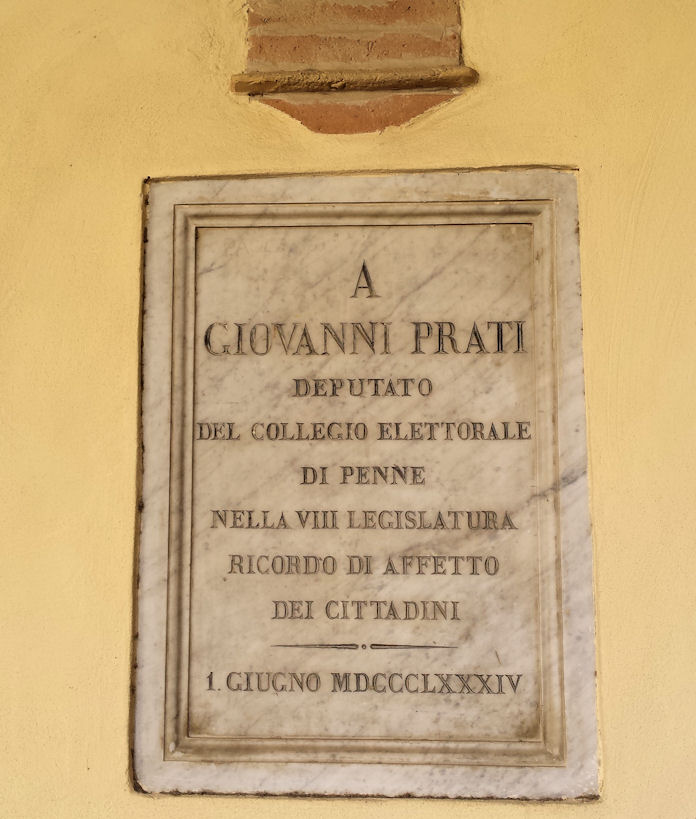 A
GIOVANNI PRATI
DEPUTATO
DEL COLLEGIO ELETTORALE
DI PENNE
NELLA VIII LEGISLATURA
RICORDO DI AFFETTO
DEI CITTADINI
1. GIUGNO MDCCCLXXXIV